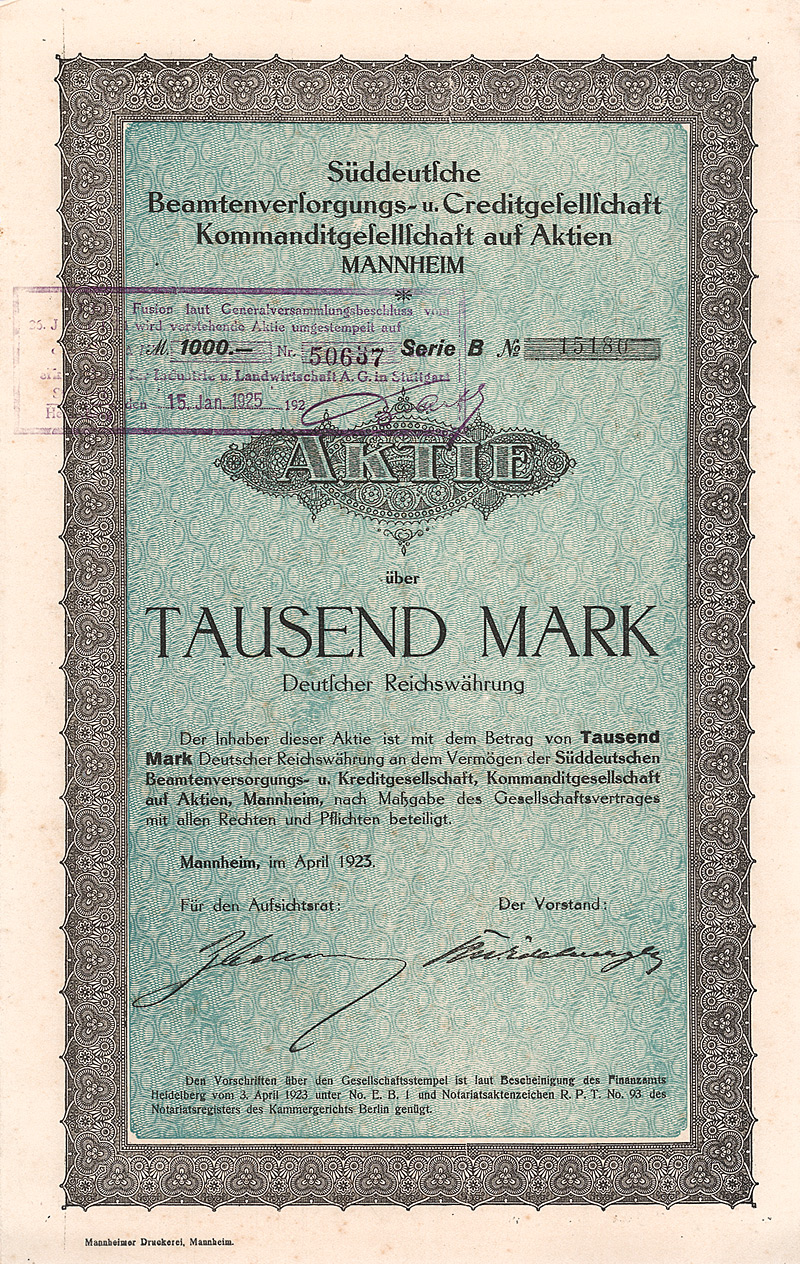 Süddeutſche
Beamtenverſorgungs- u. Creditgeſellſchaft
Kommanditgeſellſchaft auf Aktien
MANNHEIM
Fusion laut Generalversammlungsbeschluss vom
wird vorstehende Aktie umgestempelt auf
M. 1000.— Nr. 50637 Serie B No 15180
Industrie u. Landwirtschaft A. G. in Stuttgart
den 15. Jan. 1925 192
AKTIE
über
TAUSEND MARK
Deutſcher Reichswährung
Der Inhaber dieser Aktie ist mit dem Betrag von Tausend
Mark Deutscher Reichswährung an dem Vermögen der Süddeutschen
Beamtenversorgungs- u. Kreditgesellschaft, Kommanditgesellschaft
auf Aktien, Mannheim, nach Maßgabe des Gesellschaftsvertrages
mit allen Rechten und Pflichten beteiligt.
Mannheim, im April 1923.
Für den Aufsichtsrat: Der Vorstand:
Den Vorschriften über den Gesellschaftsstempel ist laut Bescheinigung des Finanzamts
Heidelberg vom 3. April 1923 unter No. E. B. 1 und Notariatsaktenzeichen R. P. T. No. 93 des
Notariatsregisters des Kammergerichts Berlin genügt.
Mannheimer Druckerei, Mannheim.